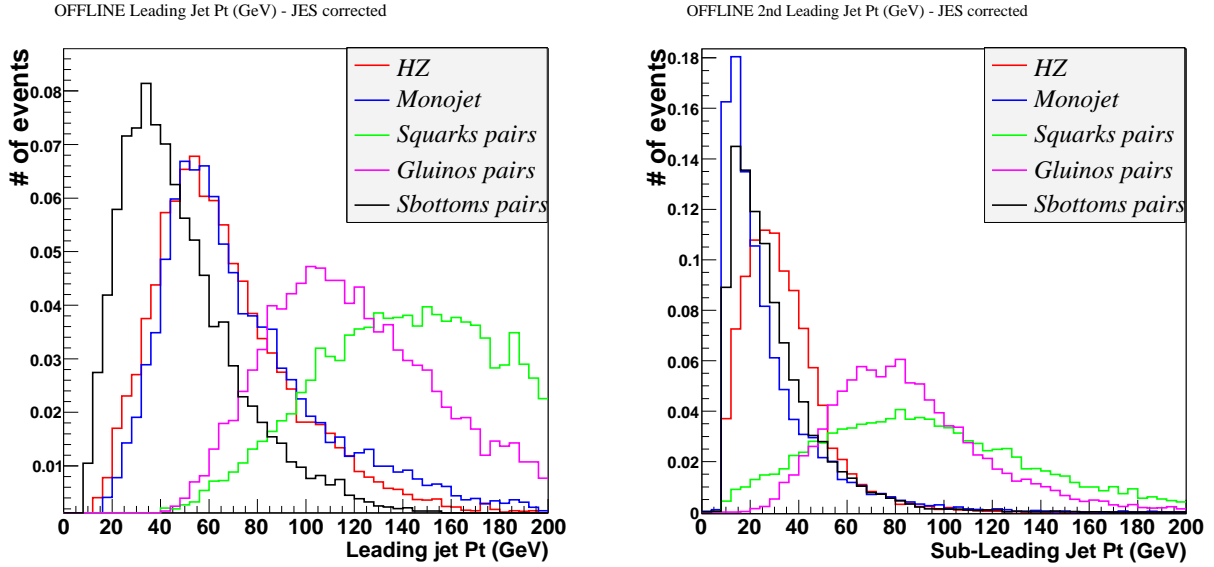 OFFLINE Leading Jet Pt (GeV) - JES corrected
# of events
0.08
0.07
0.06
0.05
0.04
0.03
0.02
0.01
HZ
Monojet
Squarks pairs
Gluinos pairs
Sbottoms pairs
0 20 40 60 80 100 120 140 160 180 200
Leading jet Pt (GeV)
OFFLINE 2nd Leading Jet Pt (GeV) - JES corrected
# of events
0.18
0.16
0.14
0.12
0.10
0.08
0.06
0.04
0.02
0
HZ
Monojet
Squarks pairs
Gluinos pairs
Sbottoms pairs
0 20 40 60 80 100 120 140 160 180 200
Sub-Leading Jet Pt (GeV)